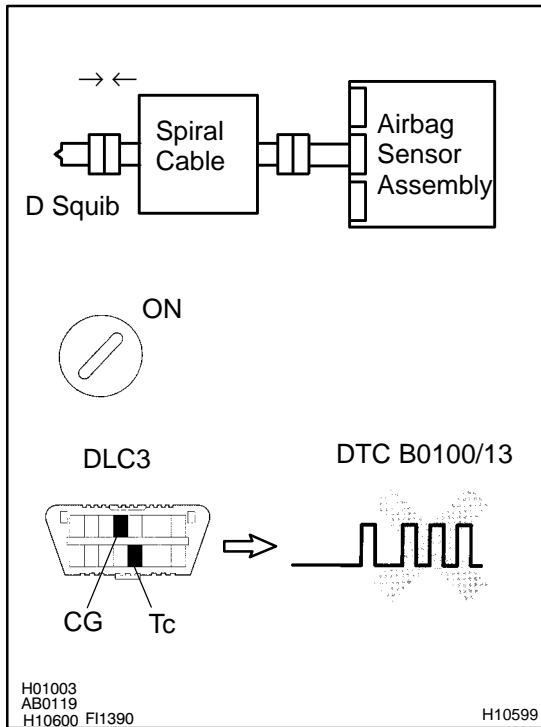 Spiral
Cable
Airbag
Sensor
Assembly
D Squib
ON
DLC3
DTC B0100/13
CG
Tc
H01003
AB0119
H10600 FI1390
H10599